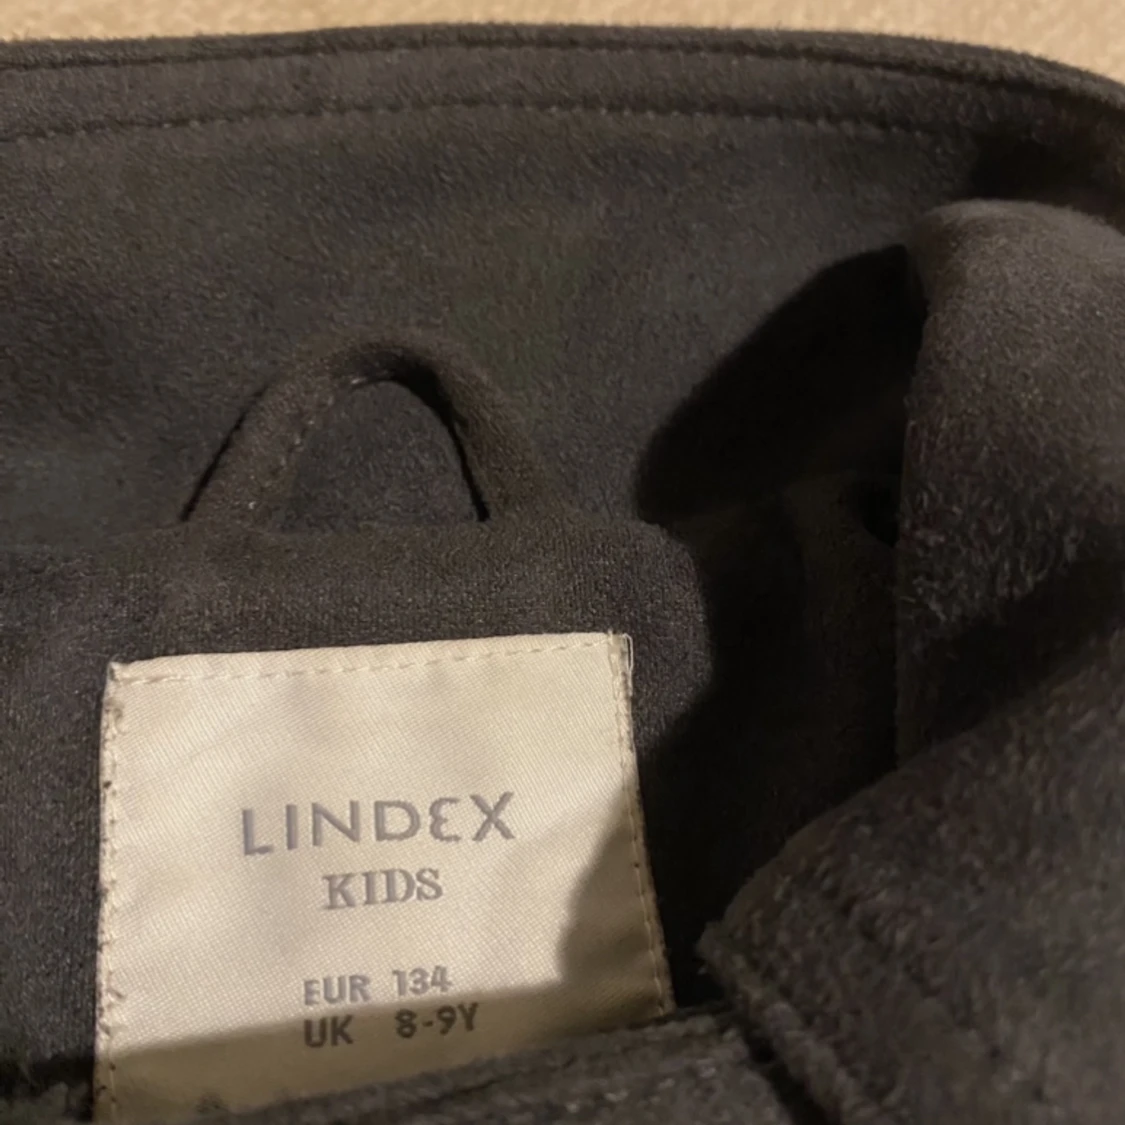 LINDEX
KIDS
EUR 134
UK 8-9Y